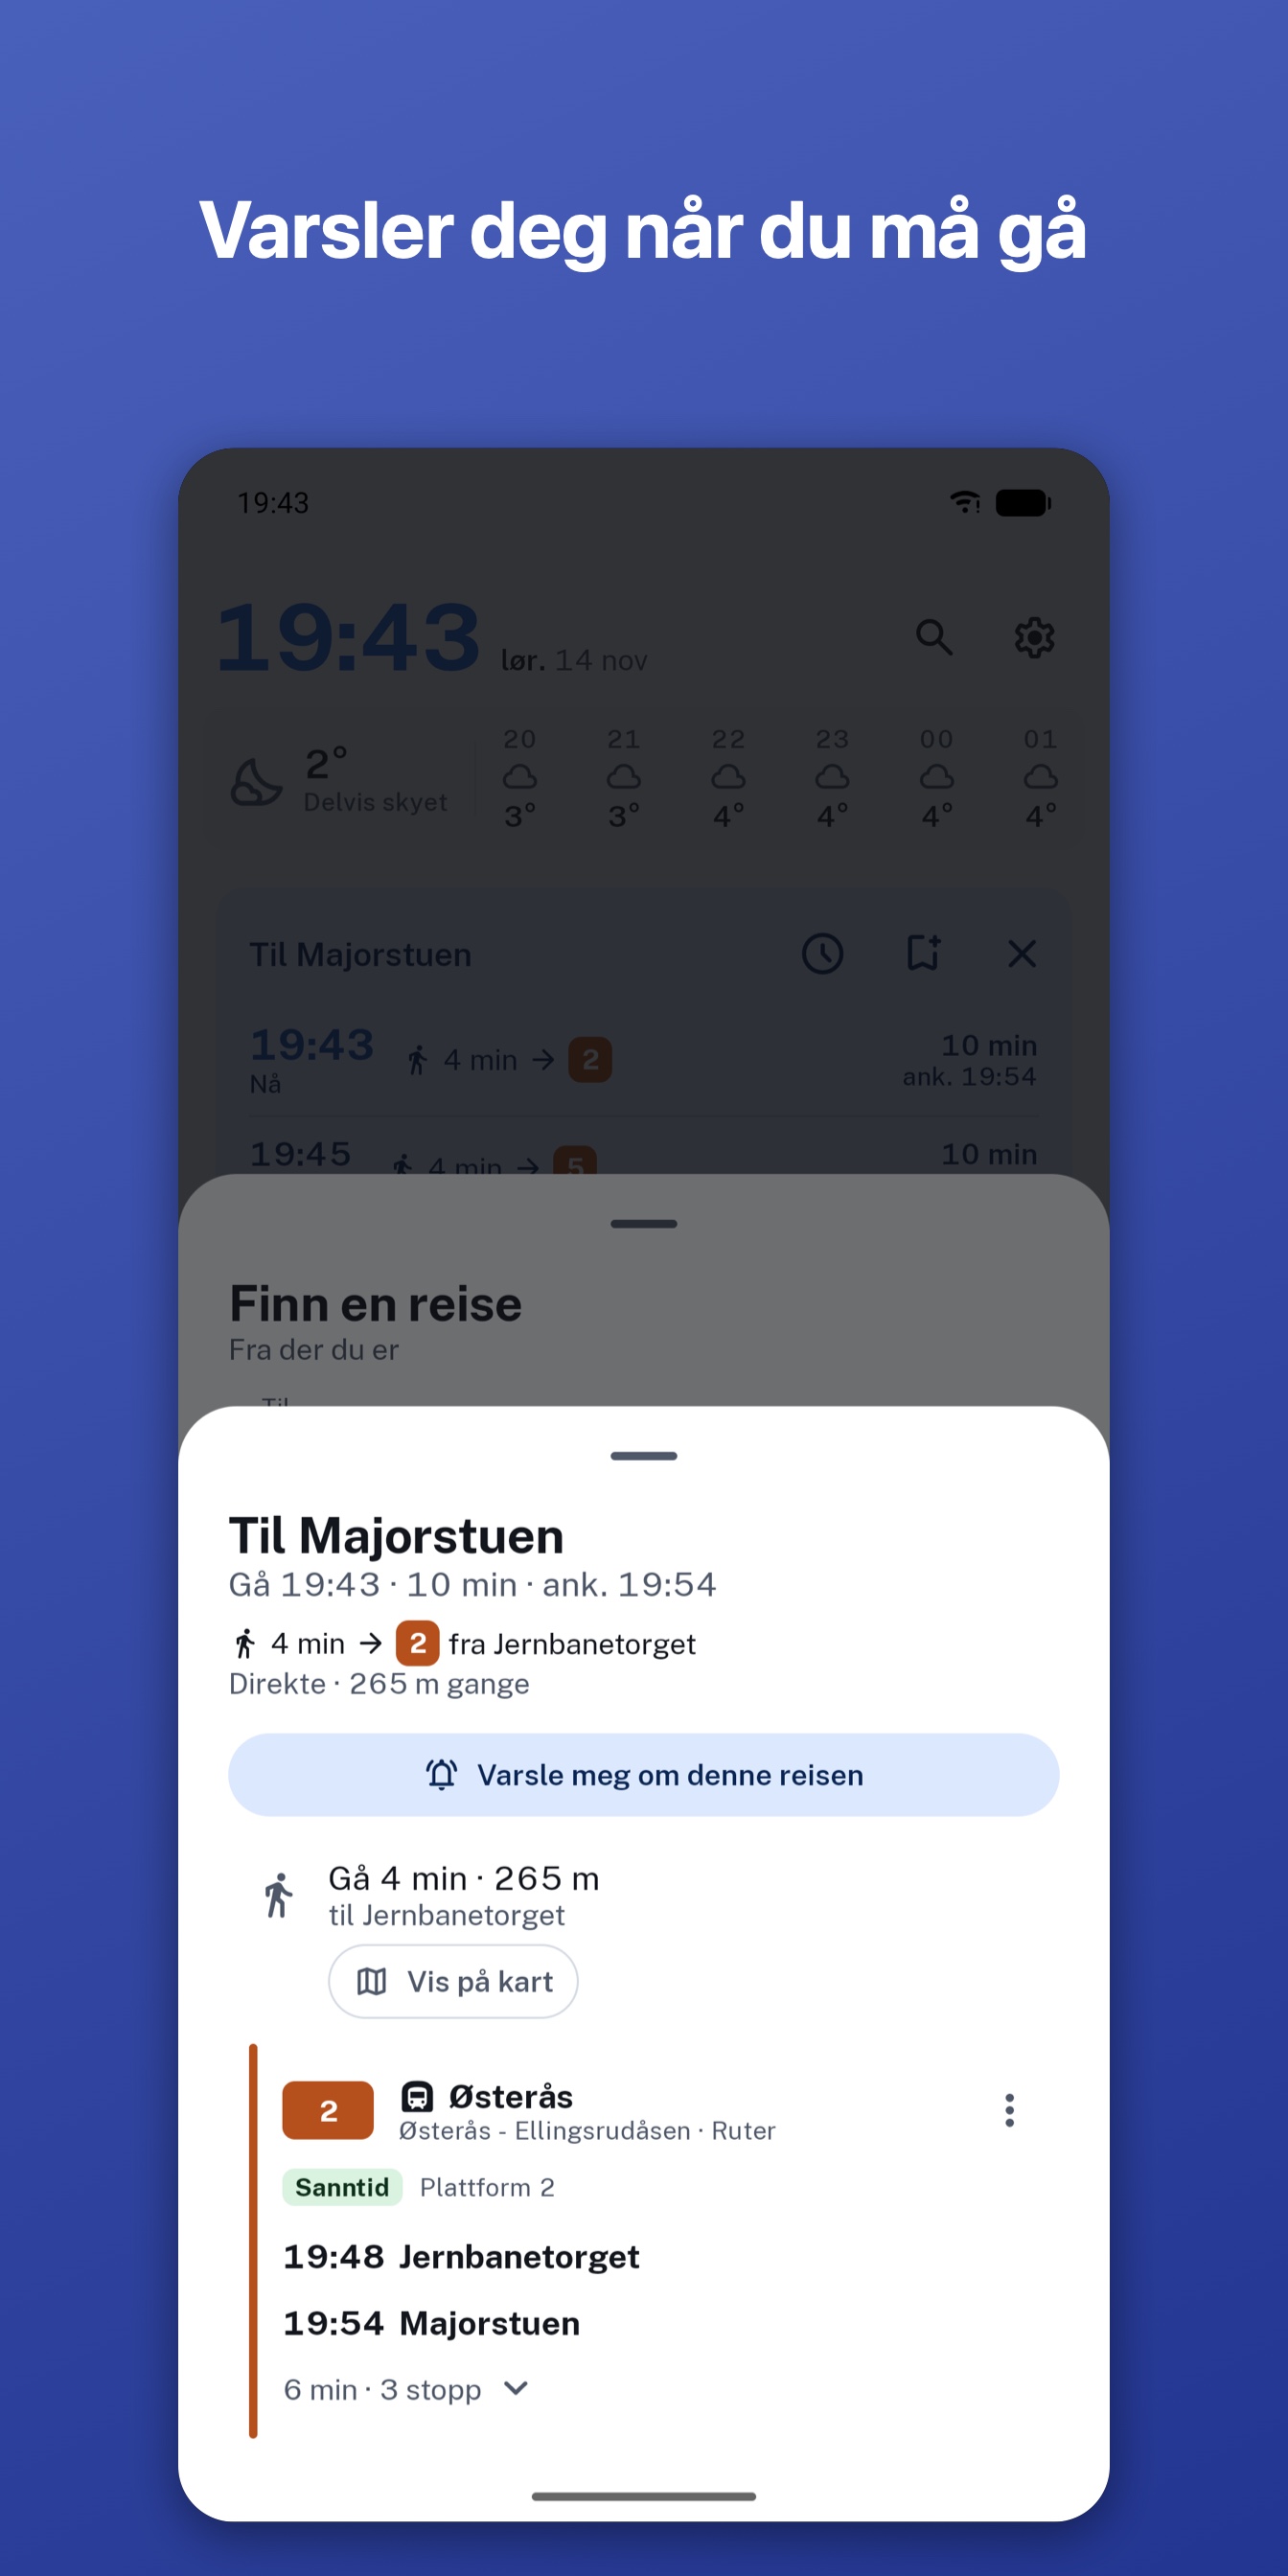 Varsler deg når du må gå
19:43
19:43 lør. 14 nov
20 21 22 23 00 01
2°
Delvis skyet
3° 3° 4° 4° 4° 4°
Til Majorstuen
19:43 4 min → 2 10 min
Nå ank. 19:54
19:45 4 min → 5 10 min
Finn en reise
Fra der du er
Til
Til Majorstuen
Gå 19:43 · 10 min · ank. 19:54
4 min → 2 fra Jernbanetorget
Direkte · 265 m gange
Varsle meg om denne reisen
Gå 4 min · 265 m
til Jernbanetorget
Vis på kart
2 Østerås
Østerås - Ellingsrudåsen · Ruter
Sanntid Plattform 2
19:48 Jernbanetorget
19:54 Majorstuen
6 min · 3 stopp